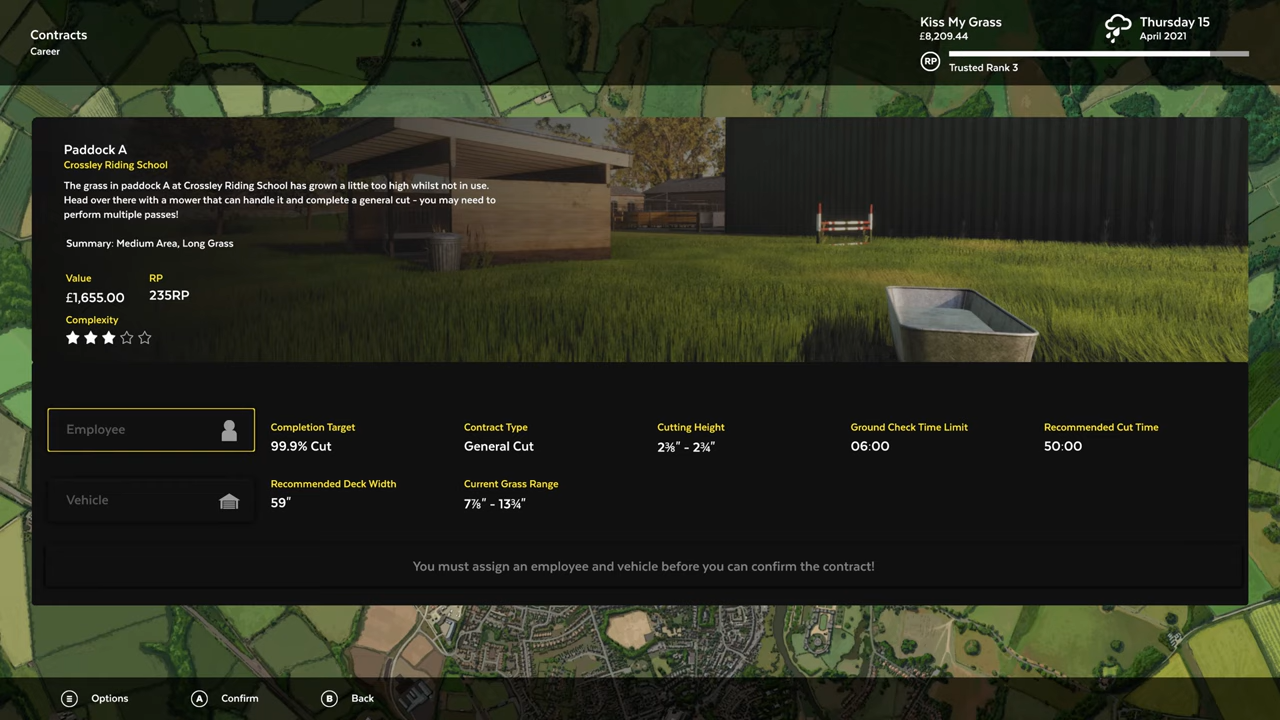 Contracts
Career
Kiss My Grass
£8,209.44
Thursday 15
April 2021
RP
Trusted Rank 3
Paddock A
Crossley Riding School
The grass in paddock A at Crossley Riding School has grown a little too high whilst not in use.
Head over there with a mower that can handle it and complete a general cut - you may need to
perform multiple passes!
Summary: Medium Area, Long Grass
Value
RP
£1,655.00
235RP
Complexity
Employee
Completion Target
Contract Type
Cutting Height
Ground Check Time Limit
Recommended Cut Time
99.9% Cut
General Cut
2⅜" - 2¾"
06:00
50:00
Vehicle
Recommended Deck Width
Current Grass Range
59"
7⅞" - 13¾"
You must assign an employee and vehicle before you can confirm the contract!
Options
A
Confirm
B
Back